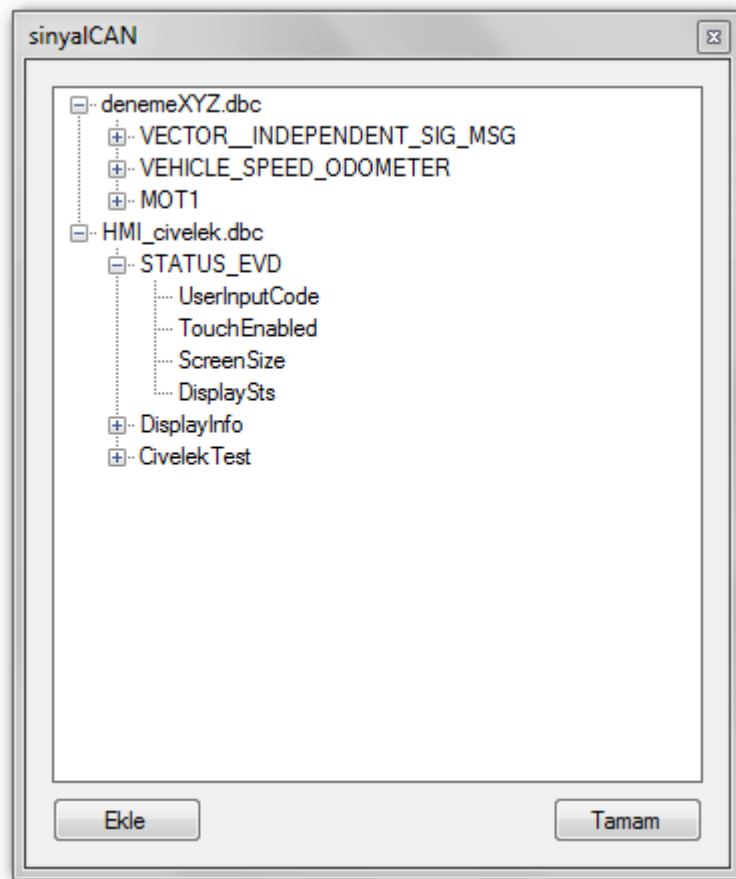 sinyalCAN
denemeXYZ.dbc
VECTOR__INDEPENDENT_SIG_MSG
VEHICLE_SPEED_ODOMETER
MOT1
HMI_civelek.dbc
STATUS_EVD
UserInputCode
TouchEnabled
ScreenSize
DisplaySts
DisplayInfo
CivelekTest
Ekle Tamam